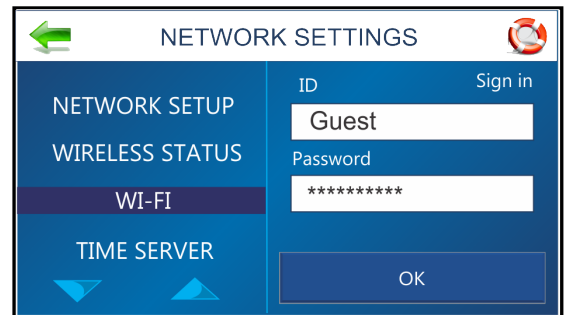 NETWORK SETTINGS
NETWORK SETUP
WIRELESS STATUS
WI-FI
TIME SERVER
ID
Sign in
Guest
Password
**********
OK